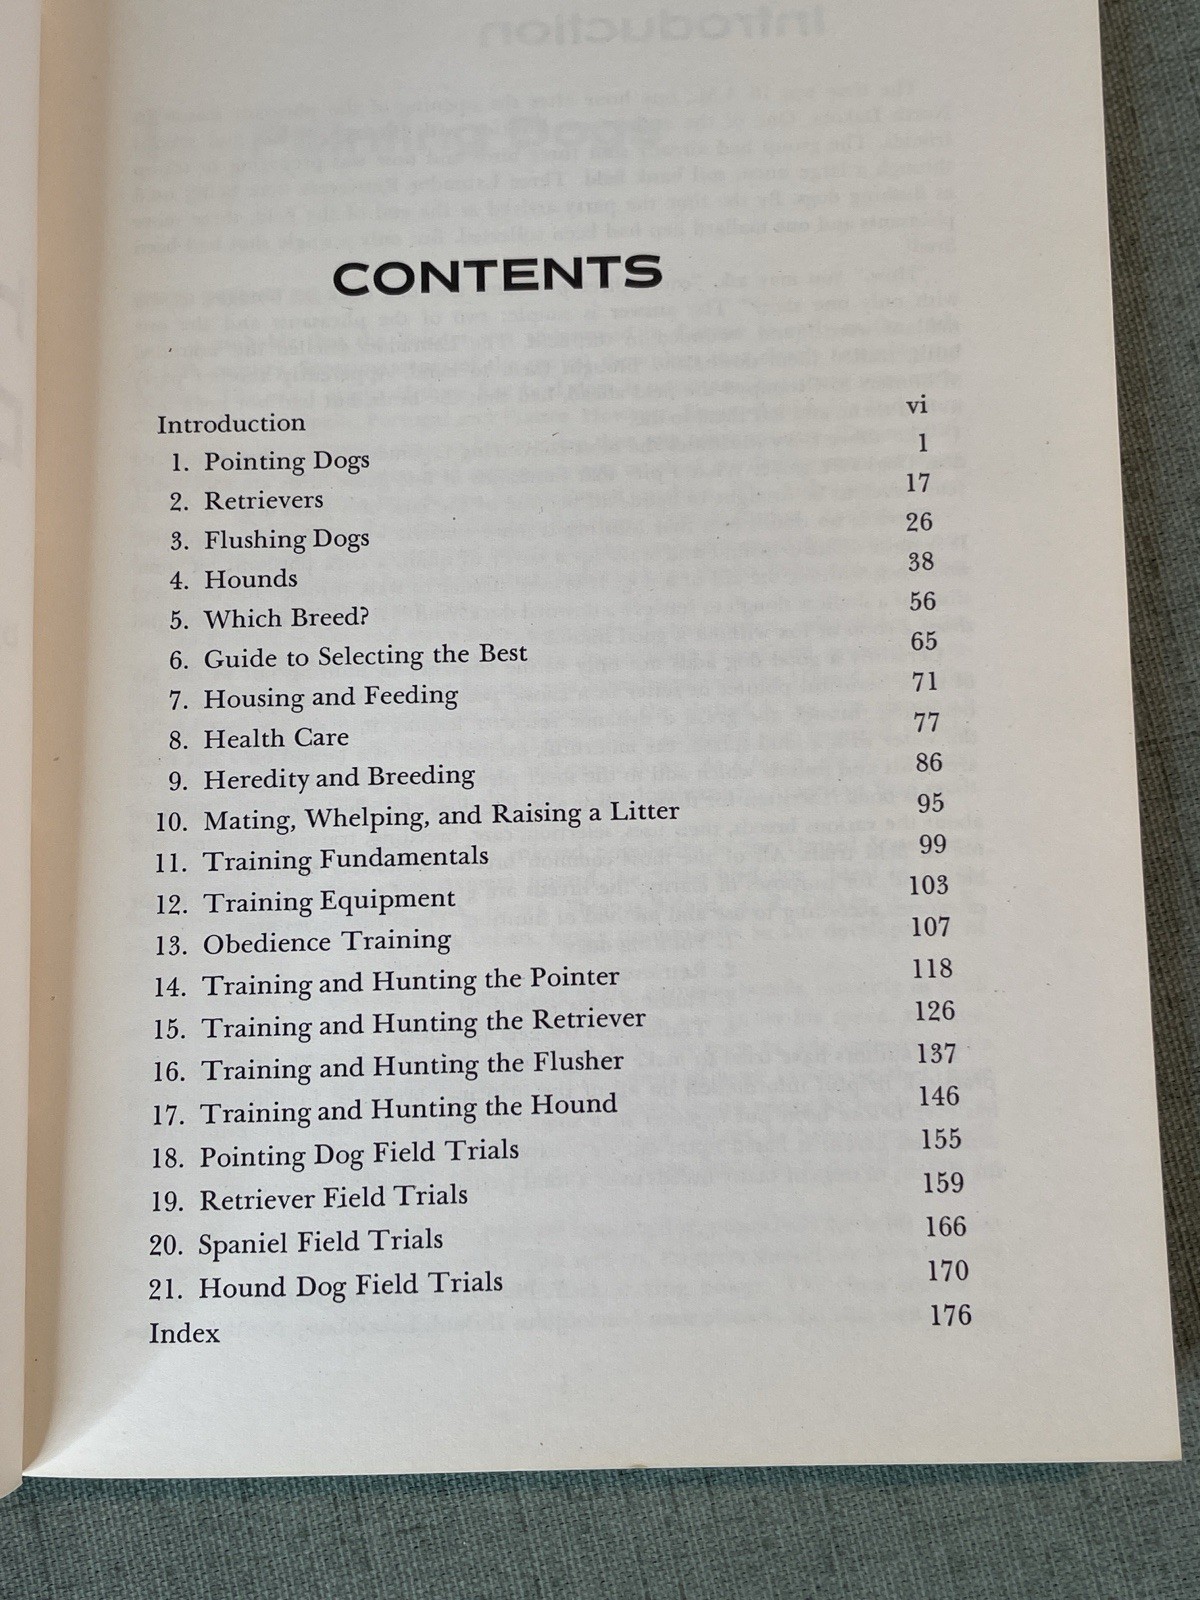 CONTENTS
Introduction vi
1. Pointing Dogs 1
2. Retrievers 17
3. Flushing Dogs 26
4. Hounds 38
5. Which Breed? 56
6. Guide to Selecting the Best 65
7. Housing and Feeding 71
8. Health Care 77
9. Heredity and Breeding 86
10. Mating, Whelping, and Raising a Litter 95
11. Training Fundamentals 99
12. Training Equipment 103
13. Obedience Training 107
14. Training and Hunting the Pointer 118
15. Training and Hunting the Retriever 126
16. Training and Hunting the Flusher 137
17. Training and Hunting the Hound 146
18. Pointing Dog Field Trials 155
19. Retriever Field Trials 159
20. Spaniel Field Trials 166
21. Hound Dog Field Trials 170
Index 176